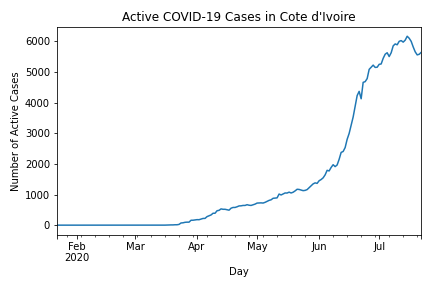 Active COVID-19 Cases in Cote d'Ivoire
Number of Active Cases
6000
5000
4000
3000
2000
1000
0
Feb
2020
Mar
Apr
May
Jun
Jul
Day